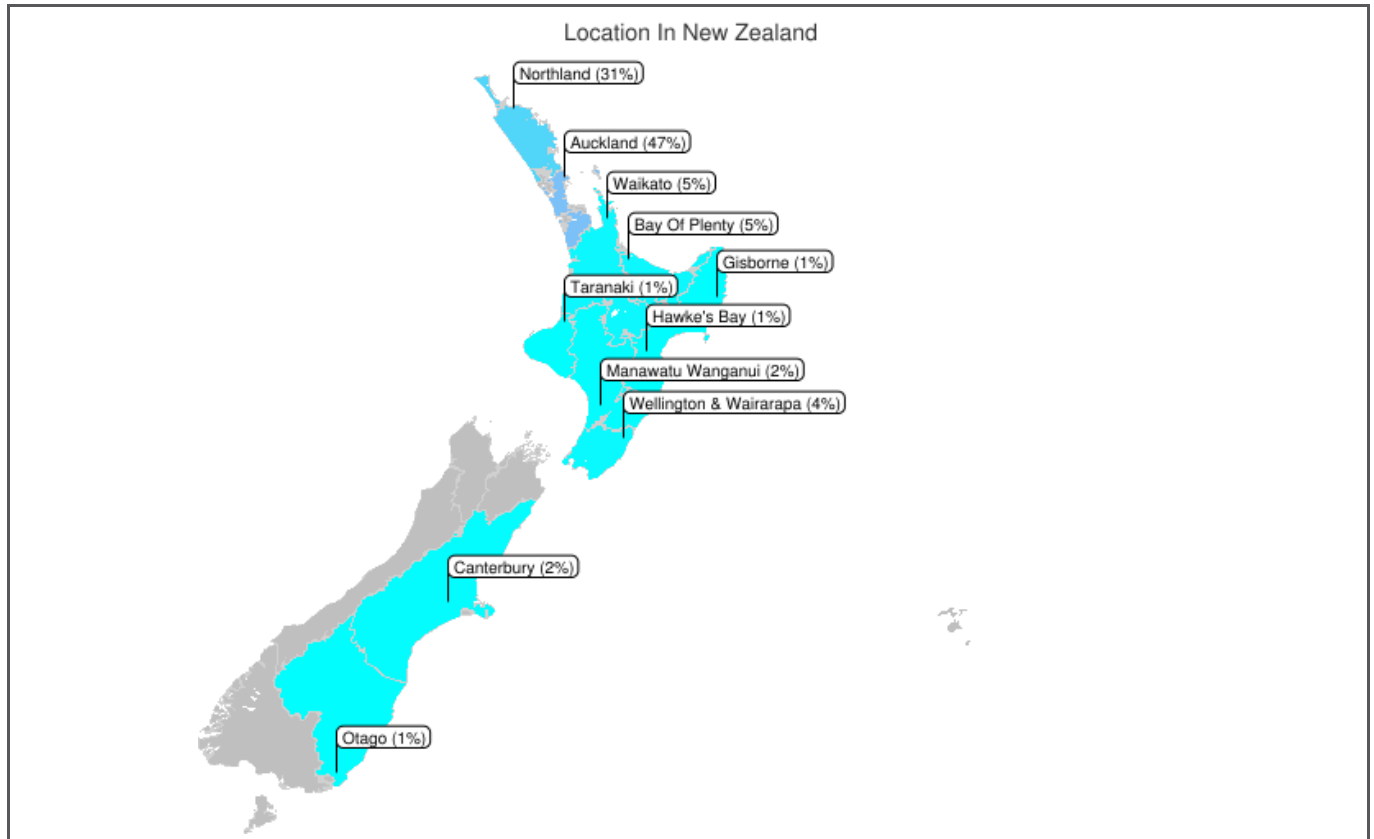 Location In New Zealand
Northland (31%)
Auckland (47%)
Waikato (5%)
Bay Of Plenty (5%)
Gisborne (1%)
Taranaki (1%)
Hawke's Bay (1%)
Manawatu Wanganui (2%)
Wellington & Wairarapa (4%)
Canterbury (2%)
Otago (1%)